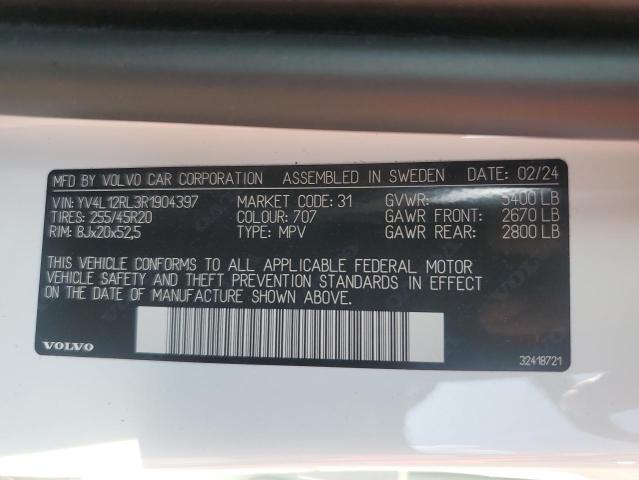 MFD BY VOLVO CAR CORPORATION ASSEMBLED IN SWEDEN DATE: 02/24
VIN: YV4L12RL3R1904397 MARKET CODE: 31 GVWR: 5400 LB
TIRES: 255/45R20 COLOUR: 707 GAWR FRONT: 2670 LB
RIM: 8Jx20x52,5 TYPE: MPV GAWR REAR: 2800 LB
THIS VEHICLE CONFORMS TO ALL APPLICABLE FEDERAL MOTOR
VEHICLE SAFETY AND THEFT PREVENTION STANDARDS IN EFFECT
ON THE DATE OF MANUFACTURE SHOWN ABOVE.
VOLVO 32418721